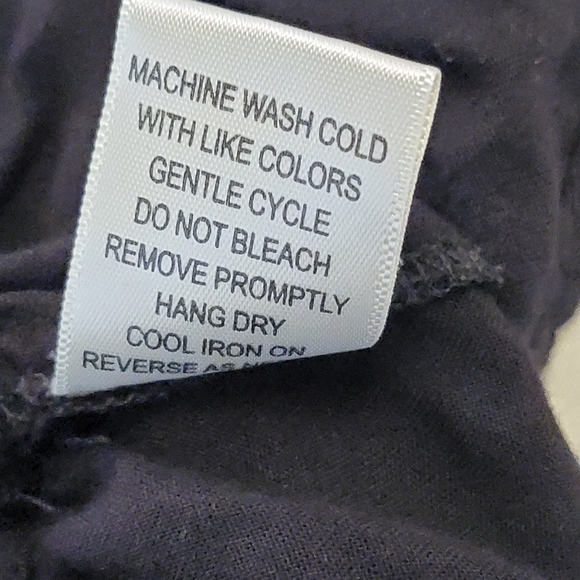 MACHINE WASH COLD
WITH LIKE COLORS
GENTLE CYCLE
DO NOT BLEACH
REMOVE PROMPTLY
HANG DRY
COOL IRON ON
REVERSE AS